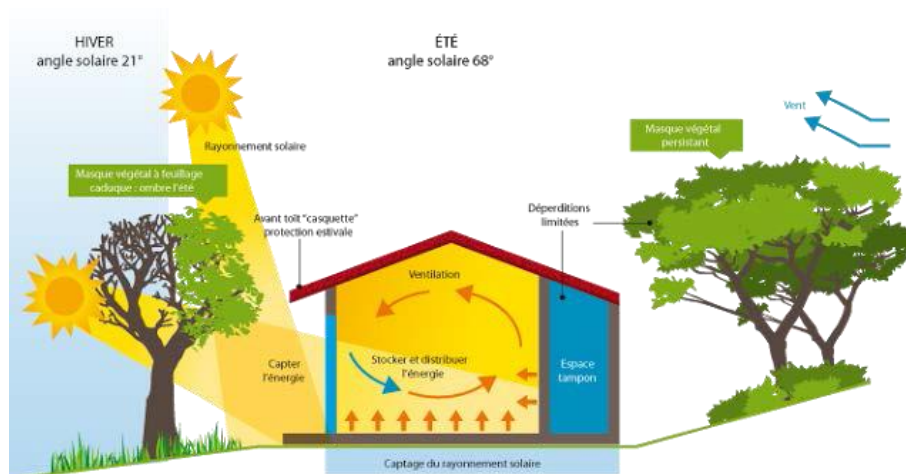 HIVER
angle solaire 21°
ÉTÉ
angle solaire 68°
Vent
Rayonnement solaire
Masque végétal
persistant
Masque végétal à feuillage
caduque : ombre l'été
Avant toît "casquette"
protection estivale
Déperditions
limitées
Ventilation
Capter
l'énergie
Stocker et distribuer
l'énergie
Espace
tampon
Captage du rayonnement solaire